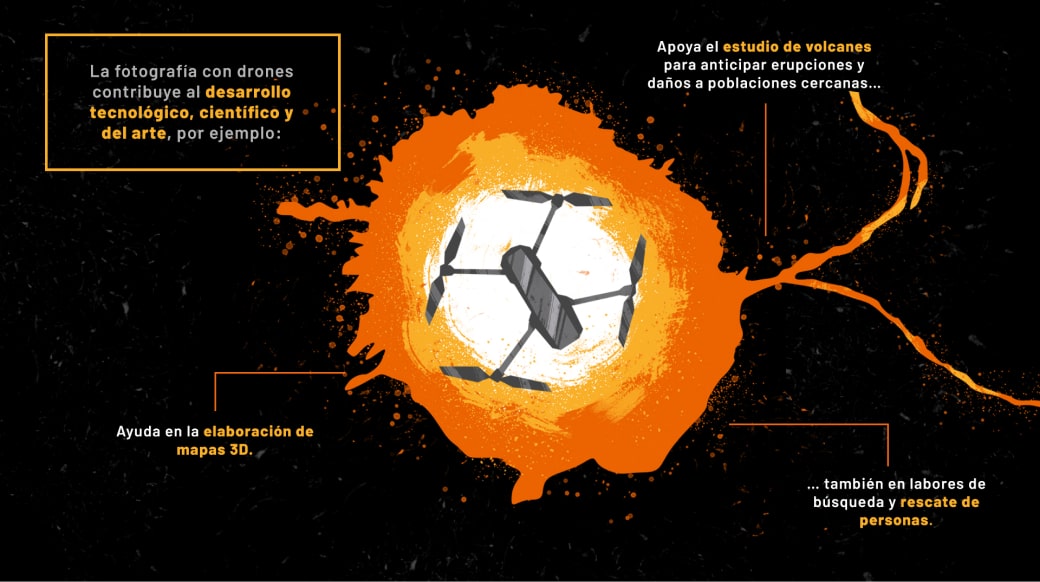 La fotografía con drones
contribuye al desarrollo
tecnológico, científico y
del arte, por ejemplo:
Apoya el estudio de volcanes
para anticipar erupciones y
daños a poblaciones cercanas...
Ayuda en la elaboración de
mapas 3D.
... también en labores de
búsqueda y rescate de
personas.